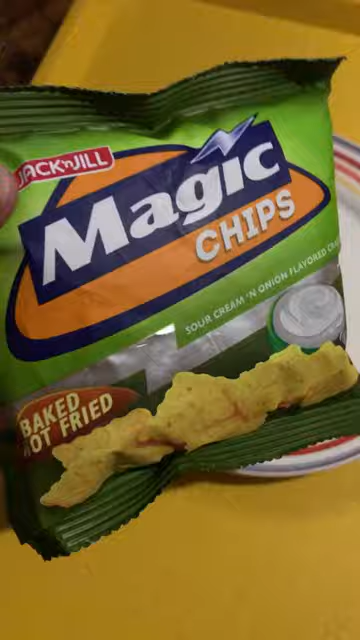 JACK 'n JILL
Magic
CHIPS
SOUR CREAM 'N ONION FLAVORED
BAKED
NOT FRIED